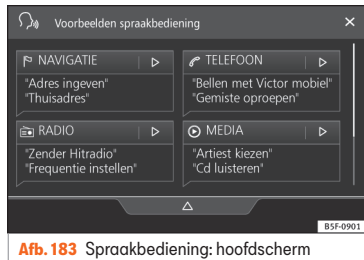 Voorbeelden spraakbediening
NAVIGATIE
"Adres ingeven"
"Thuisadres"
TELEFOON
"Bellen met Victor mobiel"
"Gemiste oproepen"
RADIO
"Zender Hitradio"
"Frequentie instellen"
MEDIA
"Artiest kiezen"
"Cd luisteren"
B5F-0901
Afb. 183 Spraakbediening: hoofdscherm